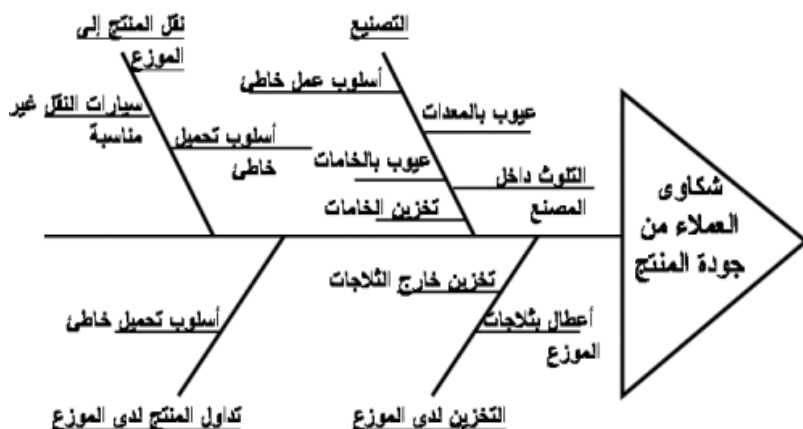 نقل المنتج إلى
الموزع
سيارات النقل غير
مناسبة
أسلوب تحميل
خاطئ
التصنيع
أسلوب عمل خاطئ
عيوب بالمعدات
عيوب بالخامات
التلوث داخل
المصنع
تخزين الخامات
شكاوى
العملاء من
جودة المنتج
تخزين خارج الثلاجات
أعطال بثلاجات
الموزع
التخزين لدى الموزع
أسلوب تحميل خاطئ
تداول المنتج لدى الموزع